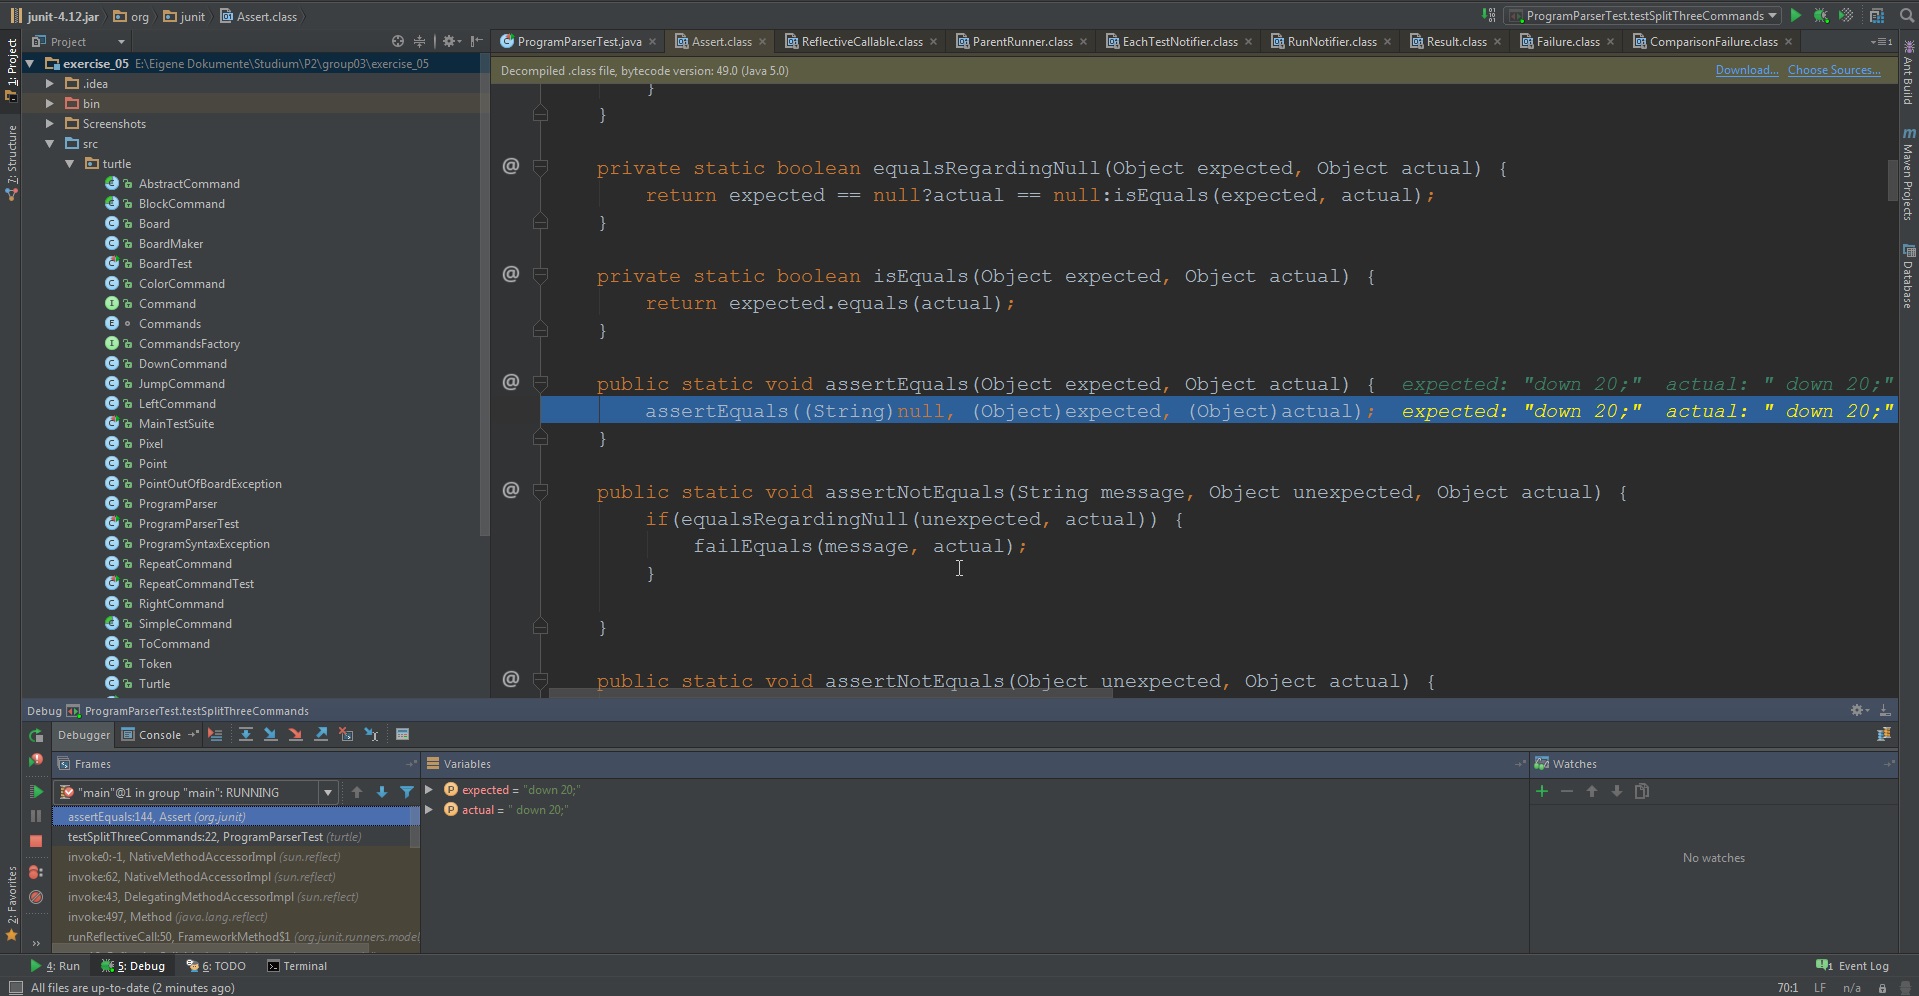 junit-4.12.jar org junit Assert.class
ProgramParserTest.testSplitThreeCommands
Project
ProgramParserTest.java Assert.class ReflectiveCallable.class ParentRunner.class EachTestNotifier.class RunNotifier.class Result.class Failure.class ComparisonFailure.class
1: Project
7: Structure
2: Favorites
exercise_05 E:\Eigene Dokumente\Studium\P2\group03\exercise_05
.idea
bin
Screenshots
src
turtle
AbstractCommand
BlockCommand
Board
BoardMaker
BoardTest
ColorCommand
Command
Commands
CommandsFactory
DownCommand
JumpCommand
LeftCommand
MainTestSuite
Pixel
Point
PointOutOfBoardException
ProgramParser
ProgramParserTest
ProgramSyntaxException
RepeatCommand
RepeatCommandTest
RightCommand
SimpleCommand
ToCommand
Token
Turtle
Decompiled .class file, bytecode version: 49.0 (Java 5.0) Download... Choose Sources...
}
}
private static boolean equalsRegardingNull(Object expected, Object actual) {
return expected == null?actual == null:isEquals(expected, actual);
}
private static boolean isEquals(Object expected, Object actual) {
return expected.equals(actual);
}
public static void assertEquals(Object expected, Object actual) { expected: "down 20;" actual: " down 20;"
assertEquals((String)null, (Object)expected, (Object)actual); expected: "down 20;" actual: " down 20;"
}
public static void assertNotEquals(String message, Object unexpected, Object actual) {
if(equalsRegardingNull(unexpected, actual)) {
failEquals(message, actual);
}
}
public static void assertNotEquals(Object unexpected, Object actual) {
Ant Build
Maven Projects
Database
Debug ProgramParserTest.testSplitThreeCommands
Debugger Console
Frames
"main"@1 in group "main": RUNNING
assertEquals:144, Assert (org.junit)
testSplitThreeCommands:22, ProgramParserTest (turtle)
invoke0:-1, NativeMethodAccessorImpl (sun.reflect)
invoke:62, NativeMethodAccessorImpl (sun.reflect)
invoke:43, DelegatingMethodAccessorImpl (sun.reflect)
invoke:497, Method (java.lang.reflect)
runReflectiveCall:50, FrameworkMethod$1 (org.junit.runners.model
Variables
expected = "down 20;"
actual = " down 20;"
Watches
No watches
4: Run 5: Debug 6: TODO Terminal
1 Event Log
All files are up-to-date (2 minutes ago)
70:1 LF n/a